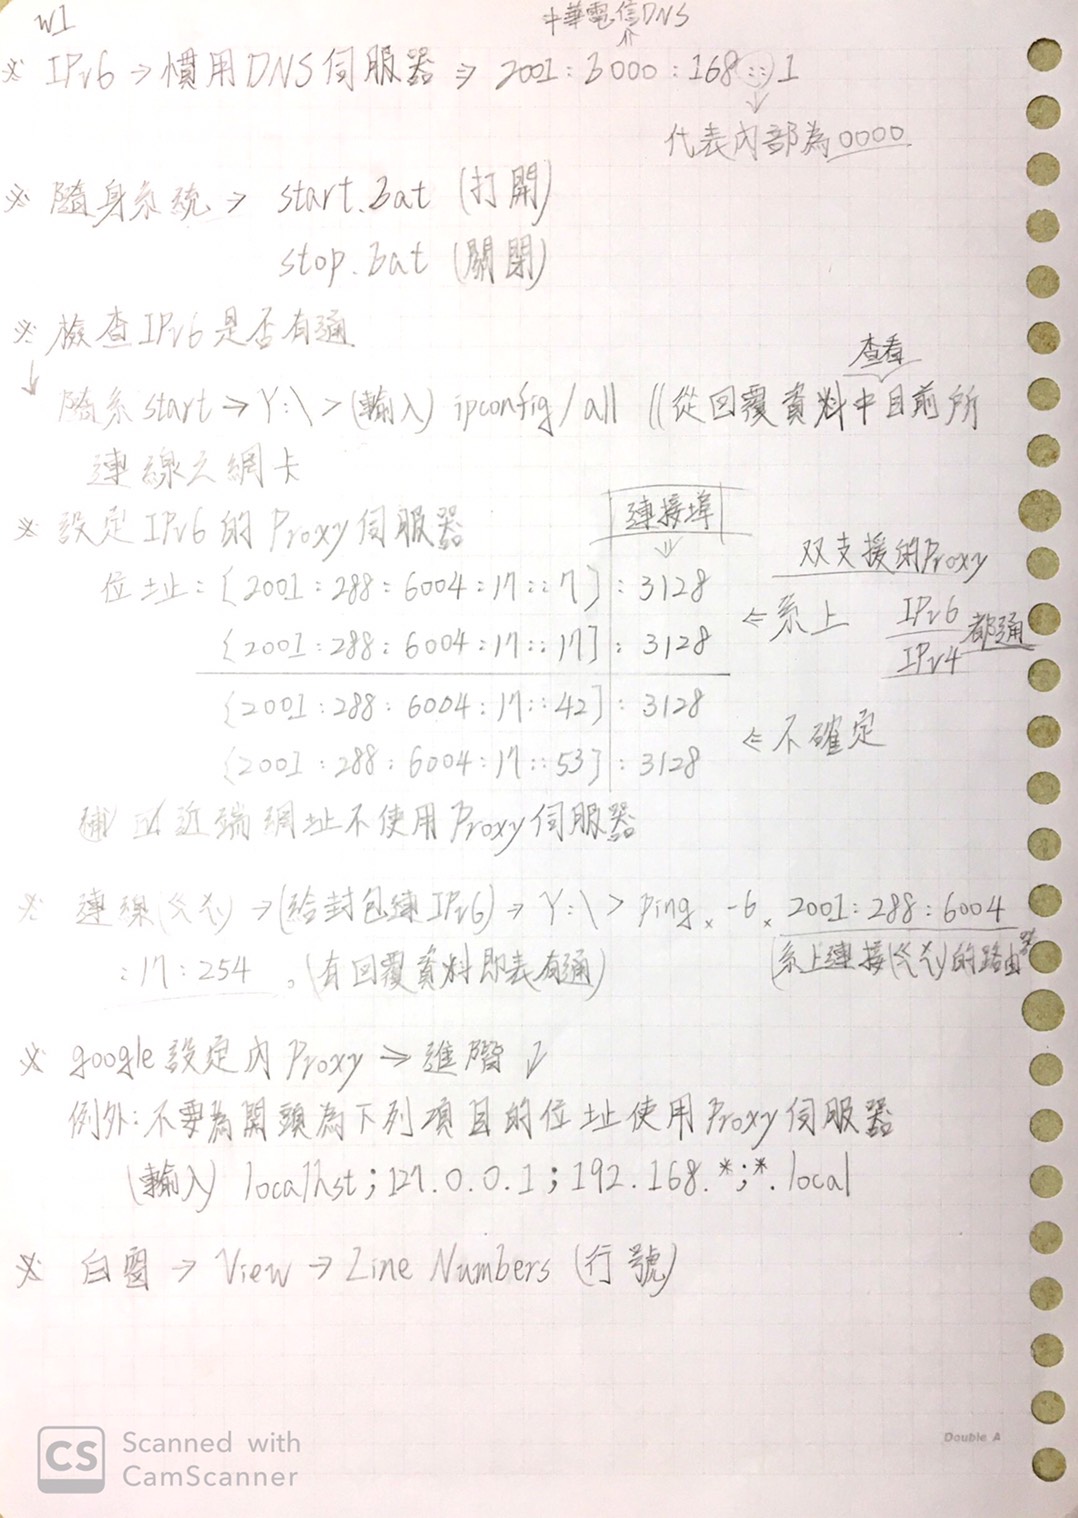 W1
中華電信DNS
※ IPv6 → 慣用DNS伺服器 ⇒ 2001:b000:168::1
代表內部為0000
※ 隨身系統 → start.bat (打開)
stop.bat (關閉)
※ 檢查IPv6是否有通
查看
↓ 隨系start → Y:\ > (輸入) ipconfig/all (從回覆資料中目前所
連線之網卡
※ 設定IPv6的Proxy伺服器
連接埠
双支援的Proxy
位址:{2001:288:6004:17::7]:3128
⇐系上 IPv6 都通
{2001:288:6004:17::17]:3128
IPv4
{2001:288:6004:17::42]:3128
⇐不確定
{2001:288:6004:17::53]:3128
近端網址不使用Proxy伺服器
※ 連線(ㄍㄠ) → (給封包練IPv6) → Y:\ > ping × -6 × 2001:288:6004
:17:254 。(有回覆資料即表有通)
(系上連接(ㄍㄠ)的路由器
※ google設定內Proxy → 進階↓
例外:不要為開頭為下列項目的位址使用Proxy伺服器
(輸入) localhst;127.0.0.1;192.168.*;*.local
※ 白雲 → View → Line Numbers (行號)
Double A
CS Scanned with
CamScanner